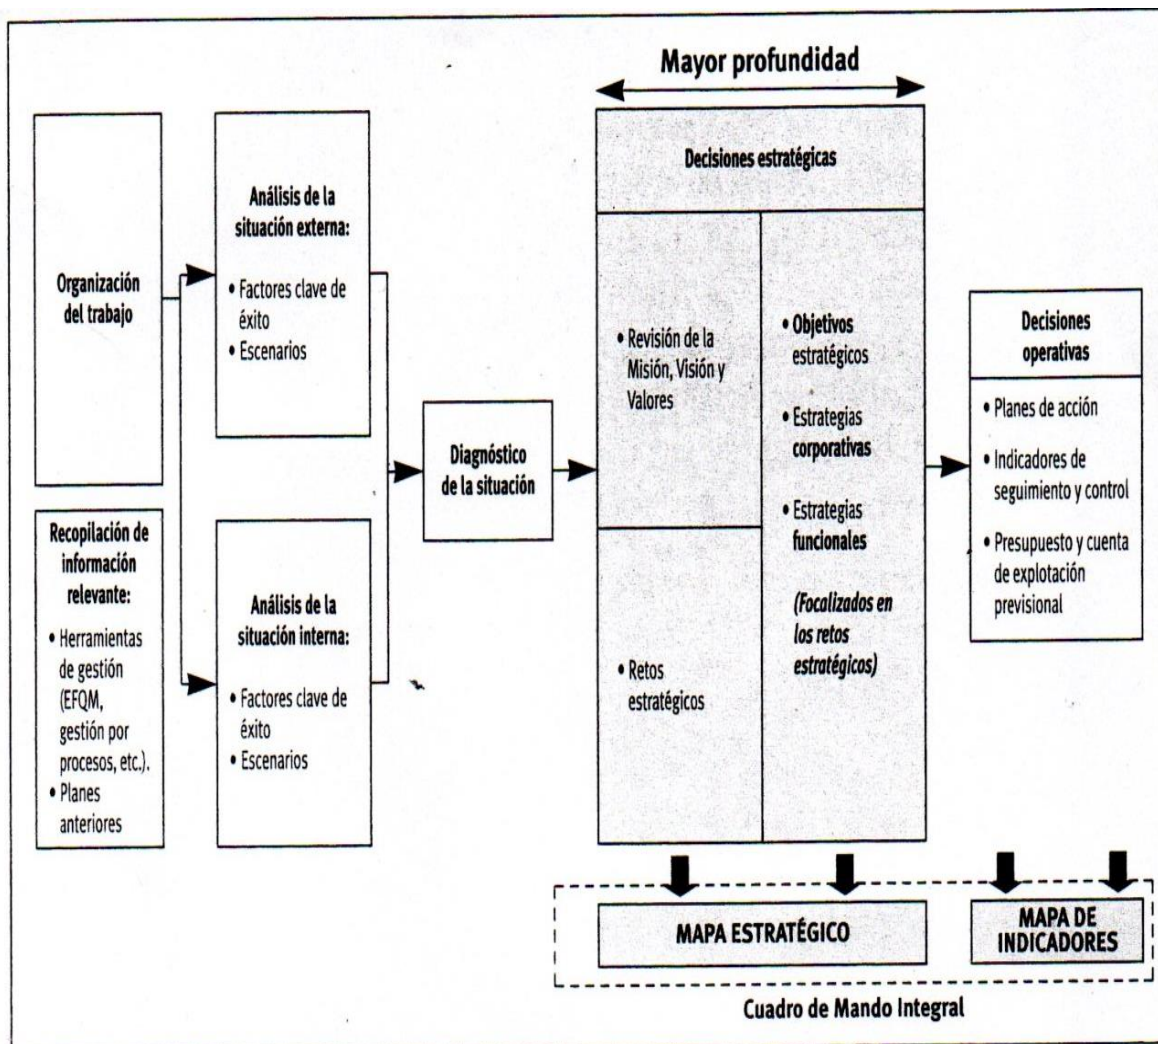 Mayor profundidad
Organización
del trabajo
Recopilación de
información
relevante:
• Herramientas
de gestión
(EFQM,
gestión por
procesos, etc.).
• Planes
anteriores
Análisis de la
situación externa:
• Factores clave de
éxito
• Escenarios
Análisis de la
situación interna:
• Factores clave de
éxito
• Escenarios
Diagnóstico
de la situación
Decisiones estratégicas
• Revisión de la
Misión, Visión y
Valores
• Retos
estratégicos
• Objetivos
estratégicos
• Estrategias
corporativas
• Estrategias
funcionales
(Focalizados en
los retos
estratégicos)
Decisiones
operativas
• Planes de acción
• Indicadores de
seguimiento y control
• Presupuesto y cuenta
de explotación
previsional
MAPA ESTRATÉGICO
MAPA DE
INDICADORES
Cuadro de Mando Integral